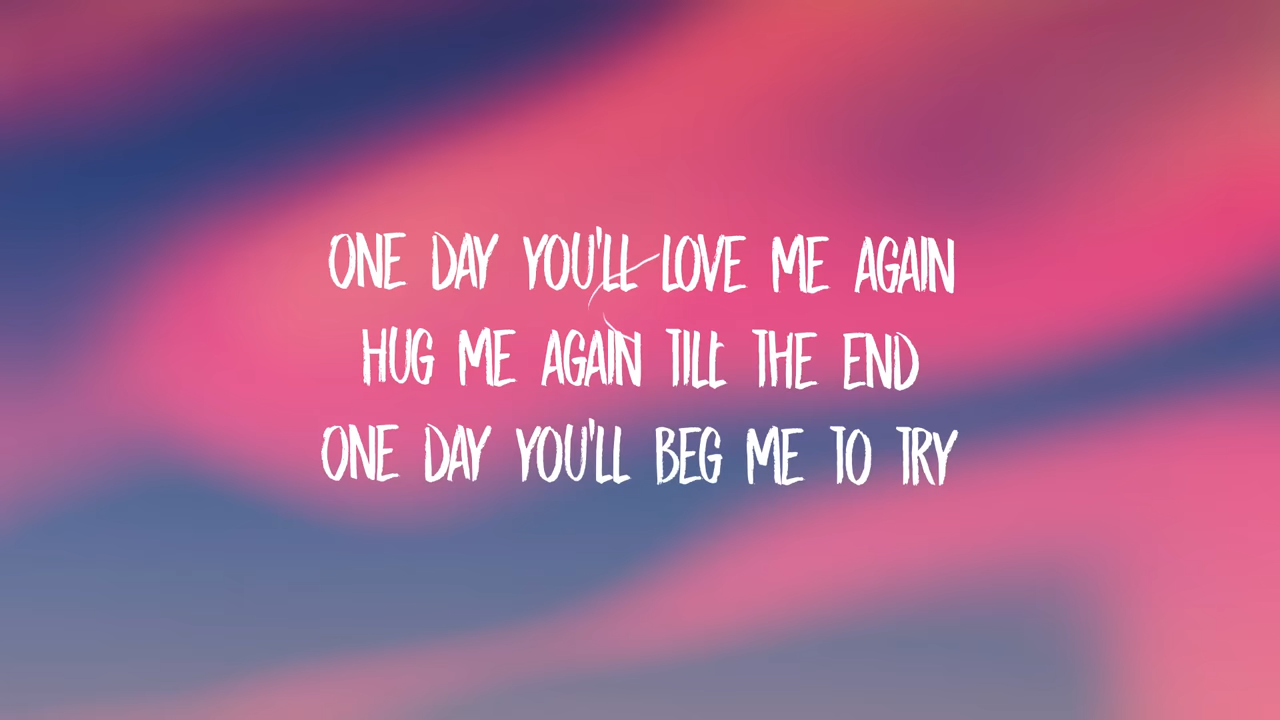 ONE DAY YOU'LL LOVE ME AGAIN
HUG ME AGAIN TILL THE END
ONE DAY YOU'LL BEG ME TO TRY